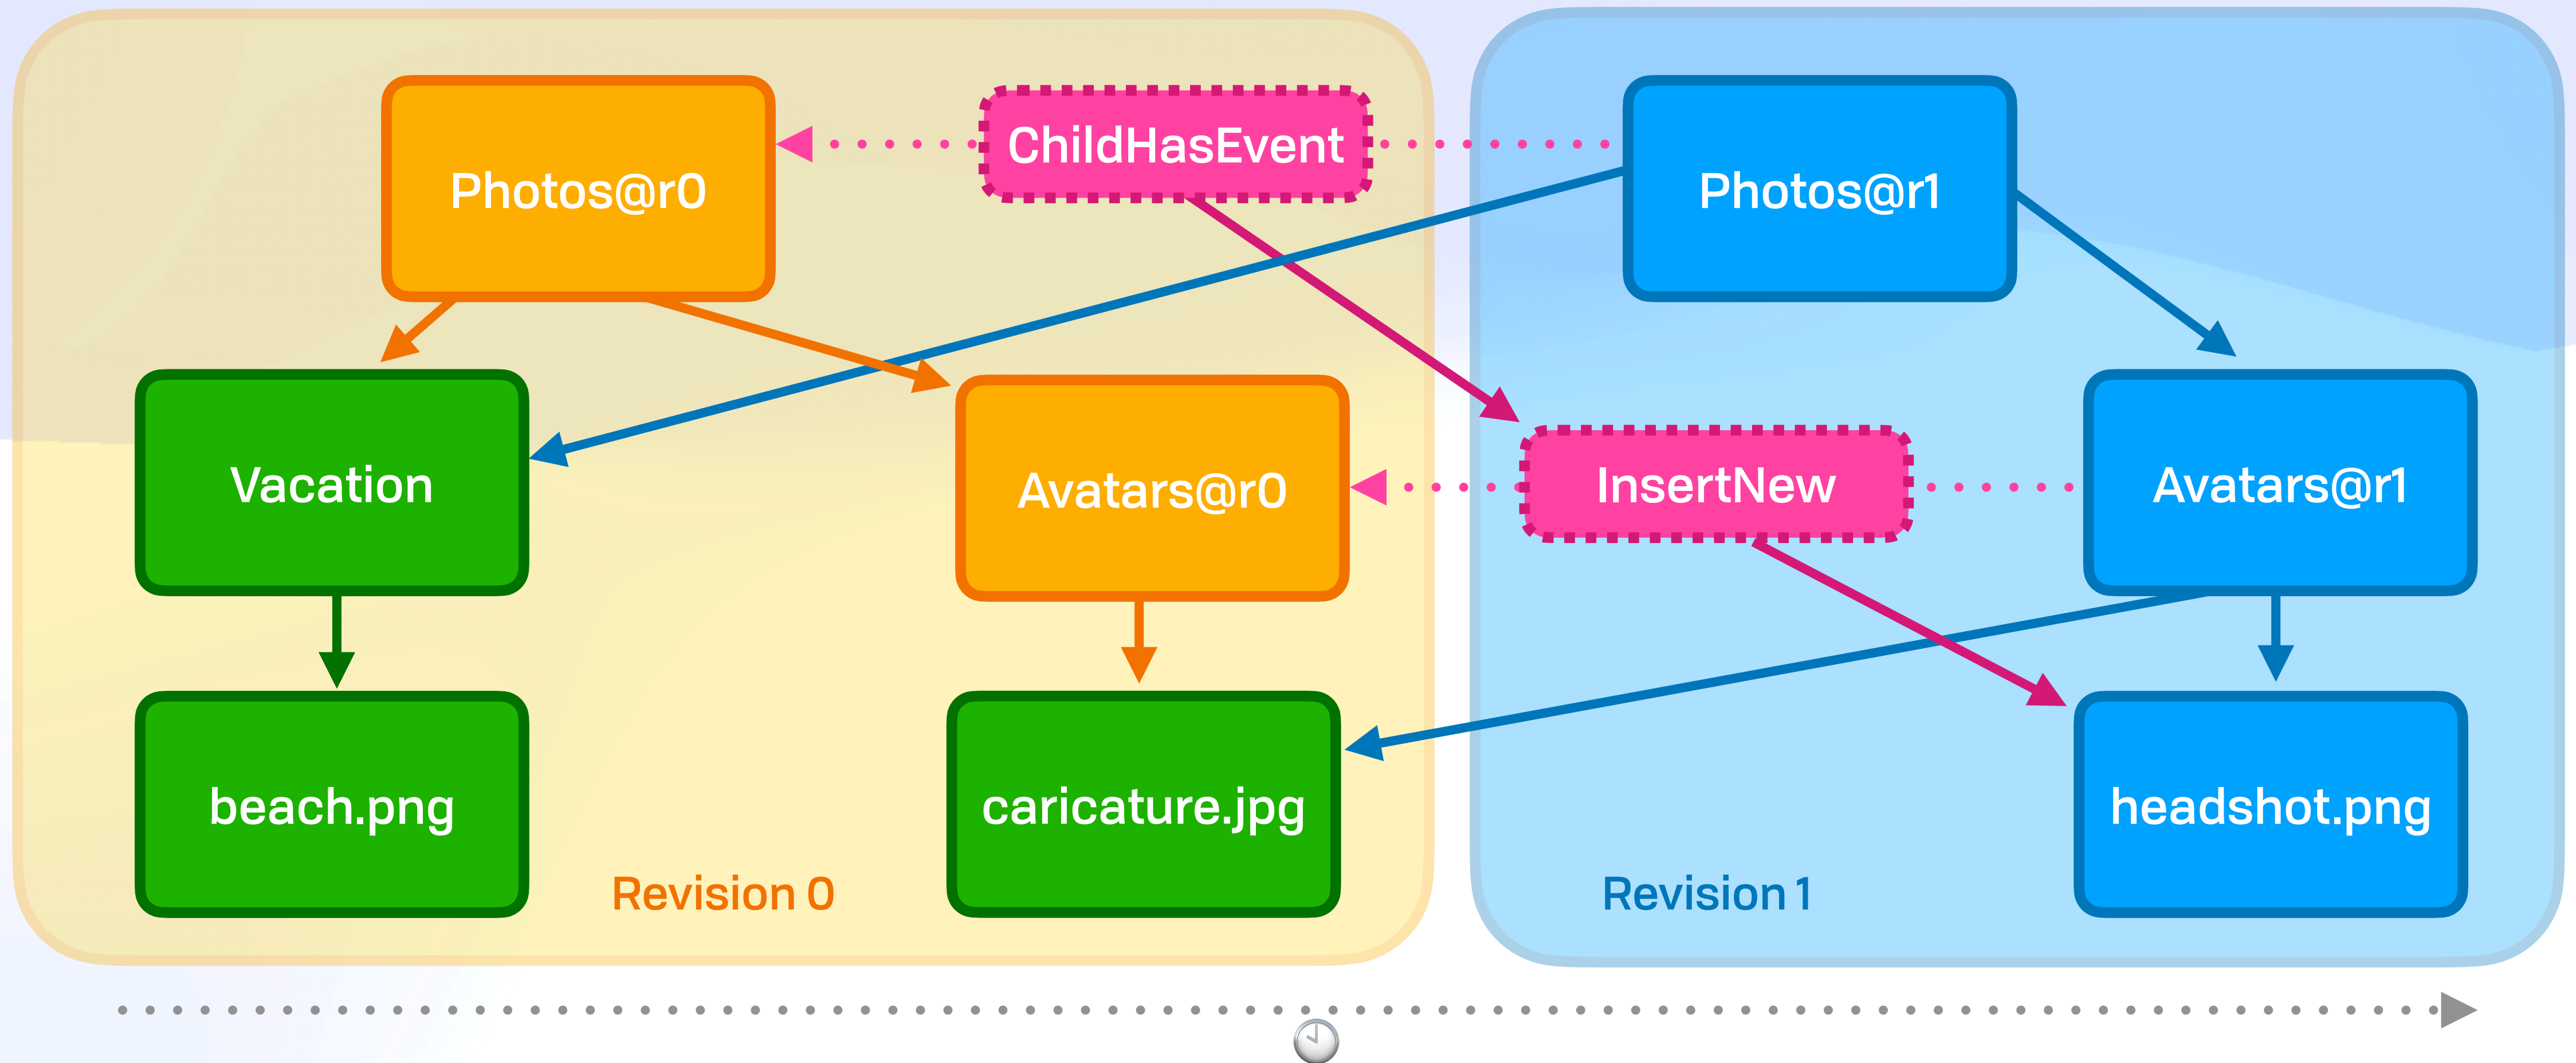 Photos@r0
ChildHasEvent
Photos@r1
Vacation
Avatars@r0
InsertNew
Avatars@r1
beach.png
caricature.jpg
headshot.png
Revision 0
Revision 1